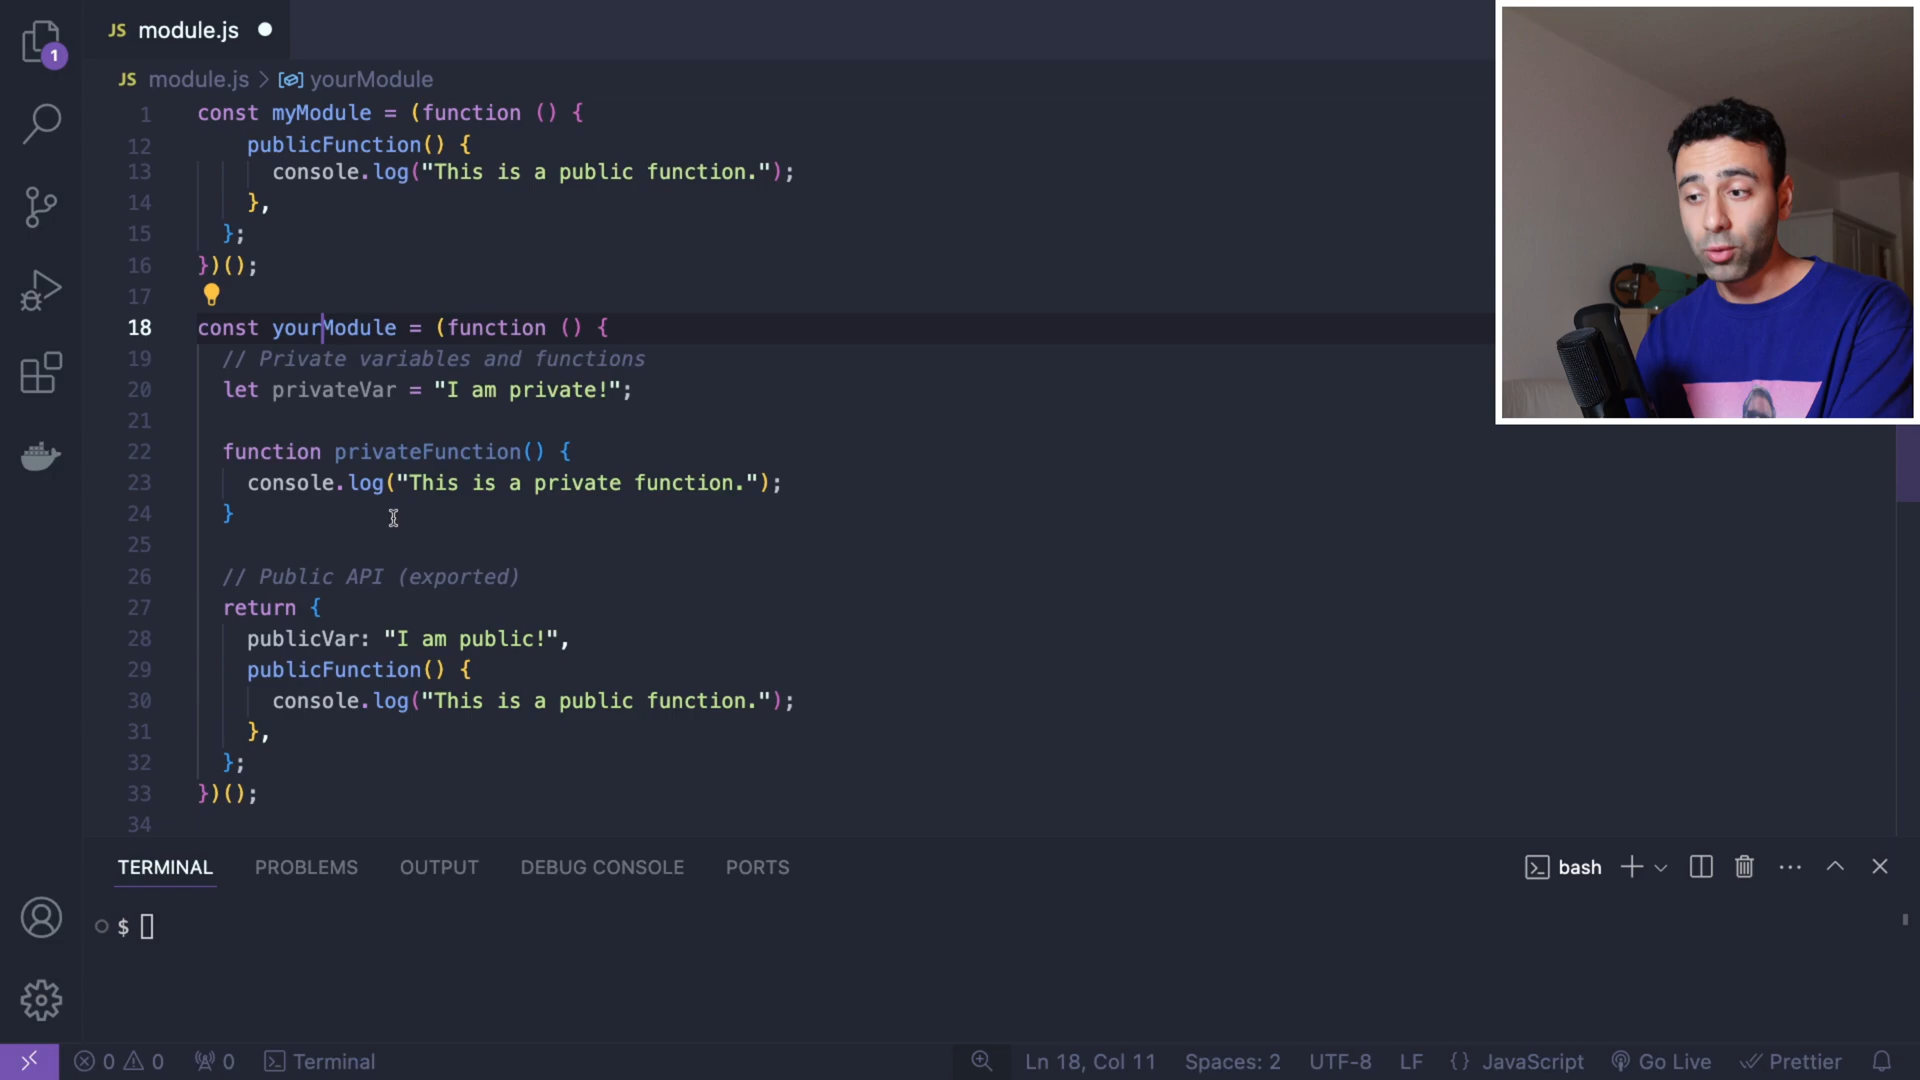 1
JS module.js
JS module.js > yourModule
1 const myModule = (function () {
12 publicFunction() {
13 console.log("This is a public function.");
14 },
15 };
16 })();
17
18 const yourModule = (function () {
19 // Private variables and functions
20 let privateVar = "I am private!";
21
22 function privateFunction() {
23 console.log("This is a private function.");
24 }
25
26 // Public API (exported)
27 return {
28 publicVar: "I am public!",
29 publicFunction() {
30 console.log("This is a public function.");
31 },
32 };
33 })();
34
TERMINAL PROBLEMS OUTPUT DEBUG CONSOLE PORTS bash
$
0 0 0 Terminal Ln 18, Col 11 Spaces: 2 UTF-8 LF {} JavaScript Go Live Prettier